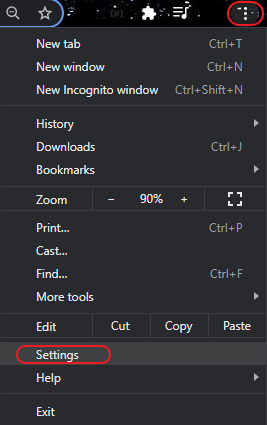 New tab Ctrl+T
New window Ctrl+N
New Incognito window Ctrl+Shift+N
History
Downloads Ctrl+J
Bookmarks
Zoom − 90% +
Print... Ctrl+P
Cast...
Find... Ctrl+F
More tools
Edit Cut Copy Paste
Settings
Help
Exit